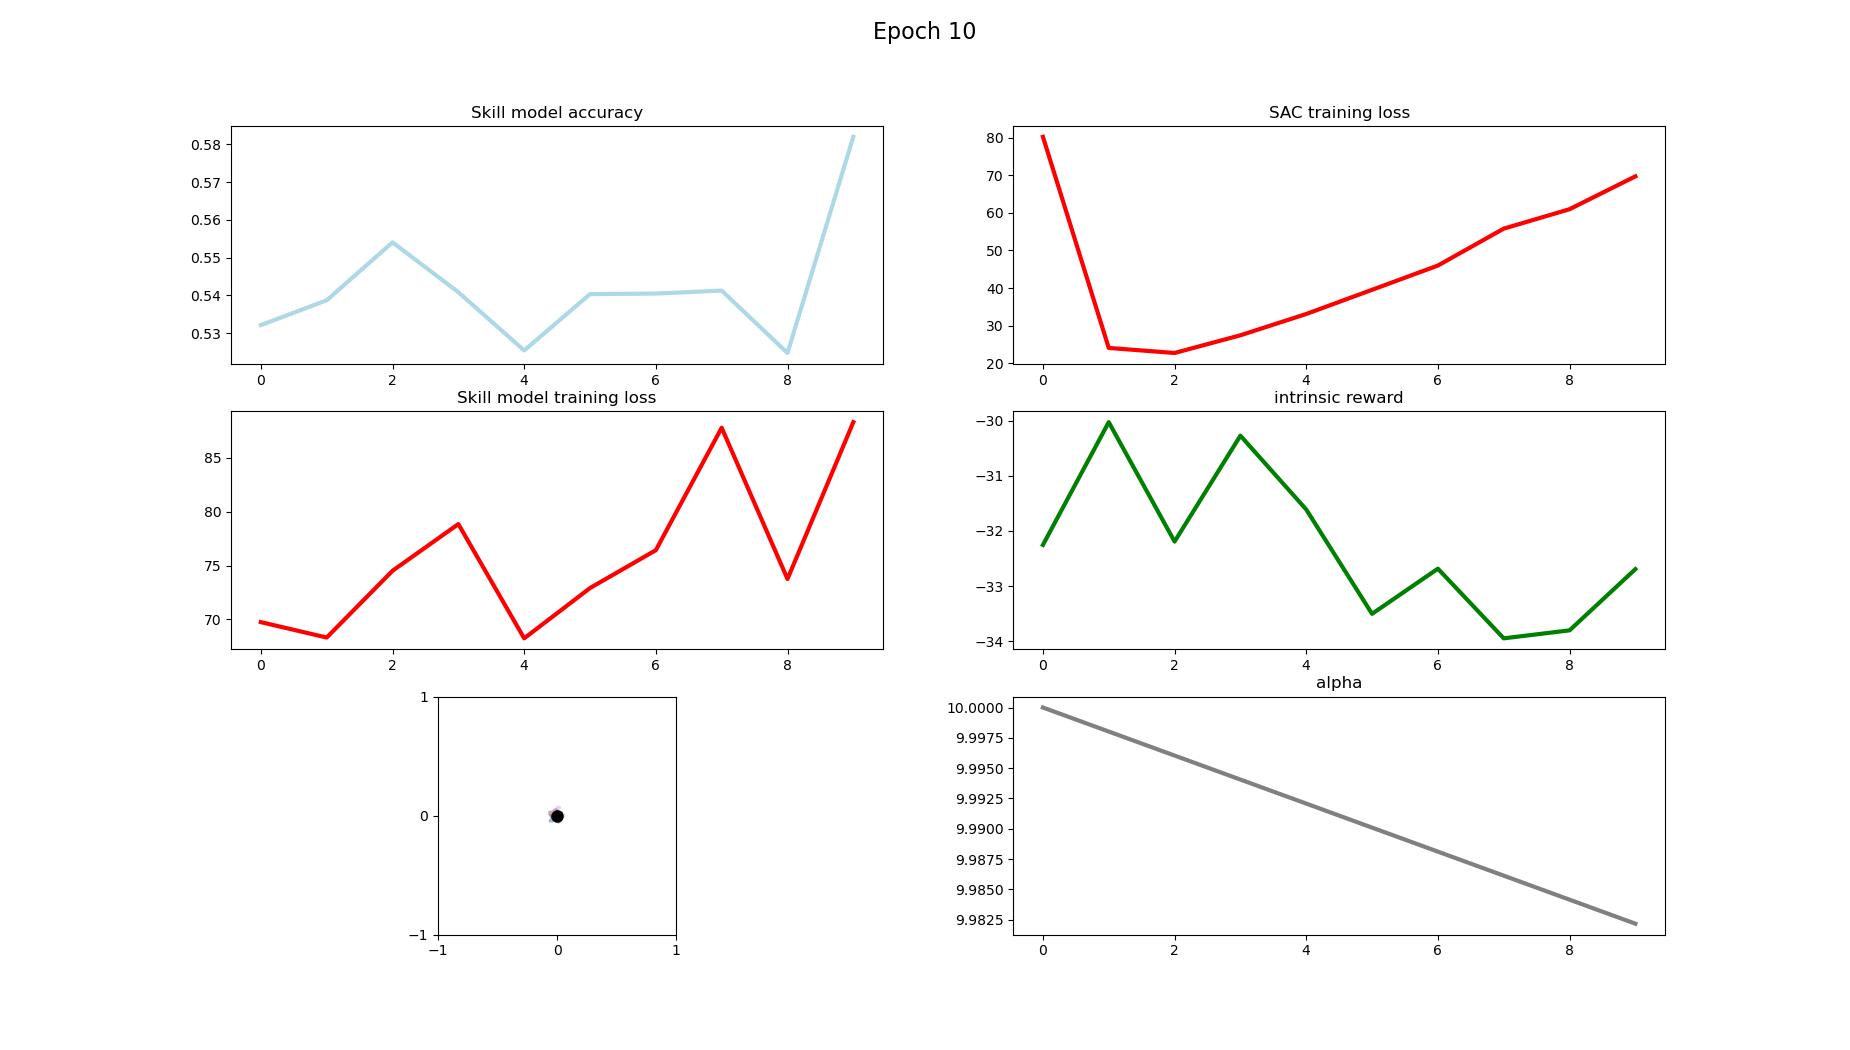 Epoch 10
Skill model accuracy
0.58
0.57
0.56
0.55
0.54
0.53
0 2 4 6 8
SAC training loss
80
70
60
50
40
30
20
0 2 4 6 8
Skill model training loss
85
80
75
70
0 2 4 6 8
intrinsic reward
−30
−31
−32
−33
−34
0 2 4 6 8
1
0
−1
−1 0 1
alpha
10.0000
9.9975
9.9950
9.9925
9.9900
9.9875
9.9850
9.9825
0 2 4 6 8